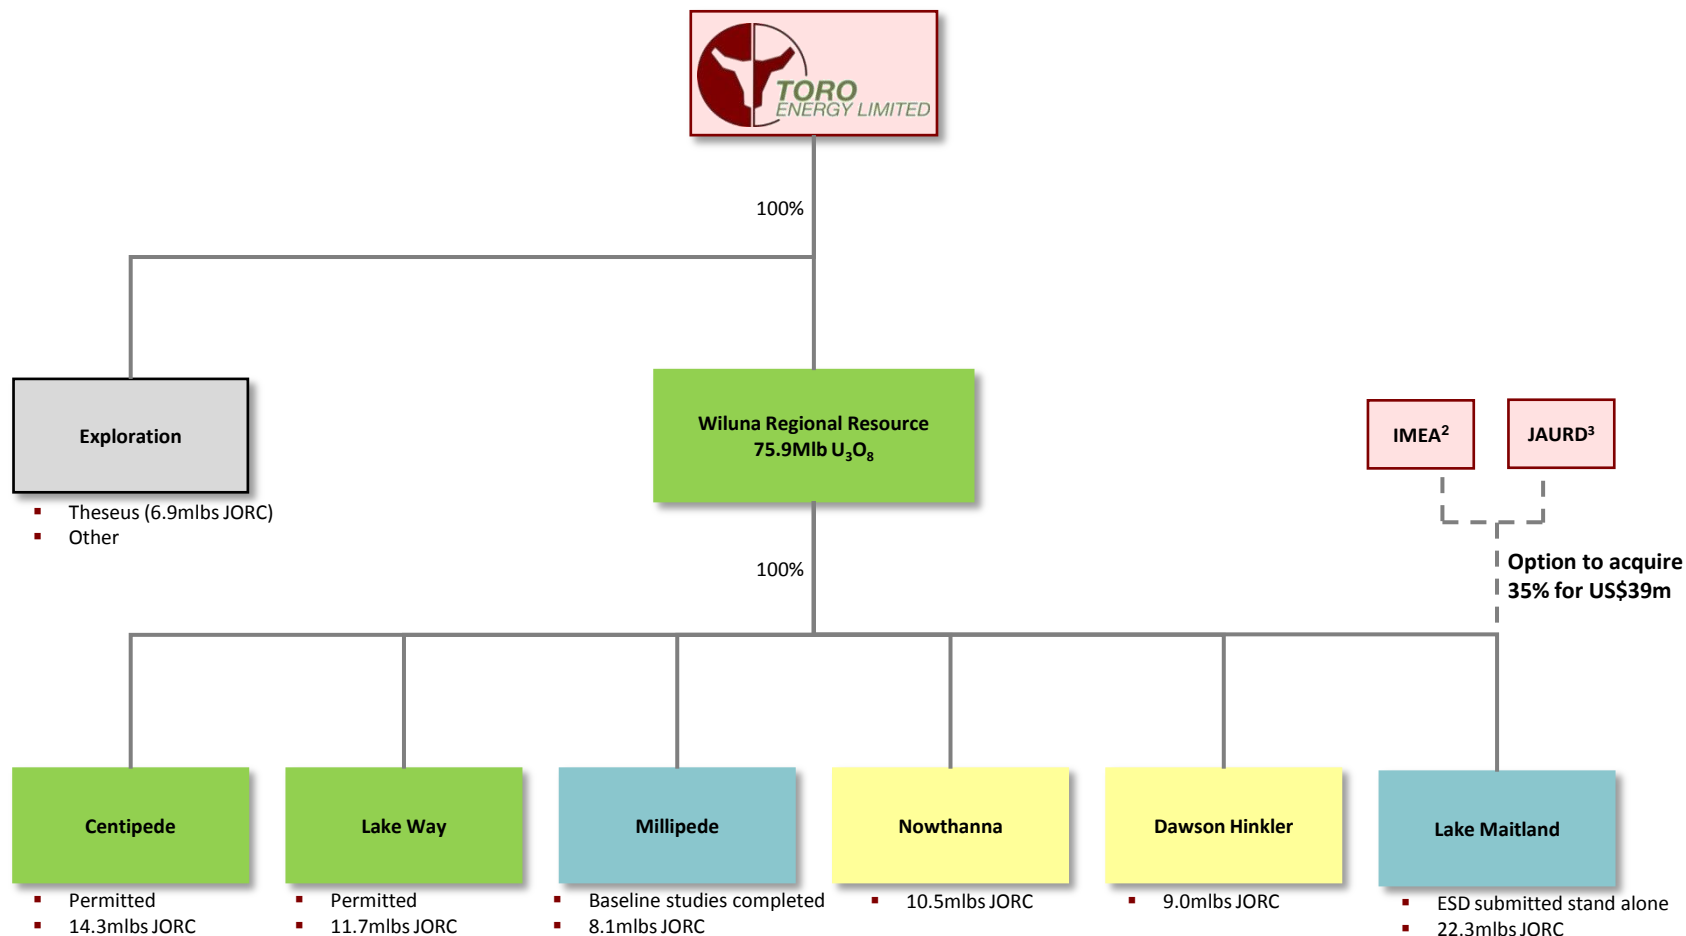 TORO
ENERGY LIMITED
100%
Exploration
▪ Theseus (6.9mlbs JORC)
▪ Other
Wiluna Regional Resource
75.9Mlb U₃O₈
IMEA²
JAURD³
Option to acquire
35% for US$39m
100%
Centipede
▪ Permitted
▪ 14.3mlbs JORC
Lake Way
▪ Permitted
▪ 11.7mlbs JORC
Millipede
▪ Baseline studies completed
▪ 8.1mlbs JORC
Nowthanna
▪ 10.5mlbs JORC
Dawson Hinkler
▪ 9.0mlbs JORC
Lake Maitland
▪ ESD submitted stand alone
▪ 22.3mlbs JORC